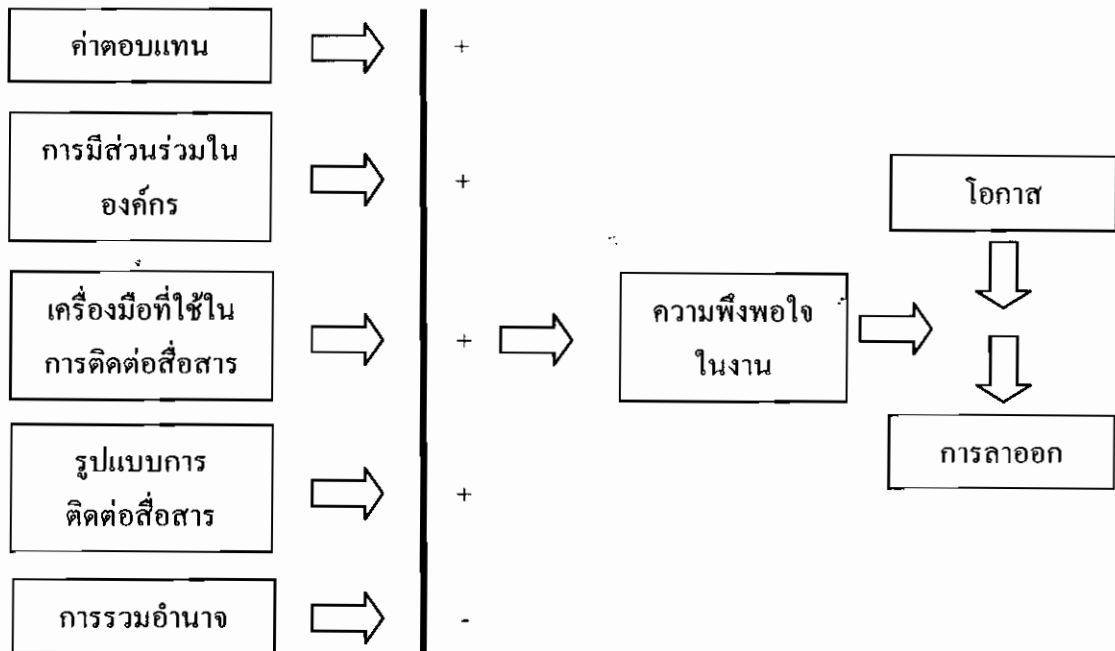 ค่าตอบแทน
+
การมีส่วนร่วมใน
องค์กร
+
เครื่องมือที่ใช้ใน
การติดต่อสื่อสาร
+
รูปแบบการ
ติดต่อสื่อสาร
+
การรวมอำนาจ
-
ความพึงพอใจ
ในงาน
โอกาส
การลาออก